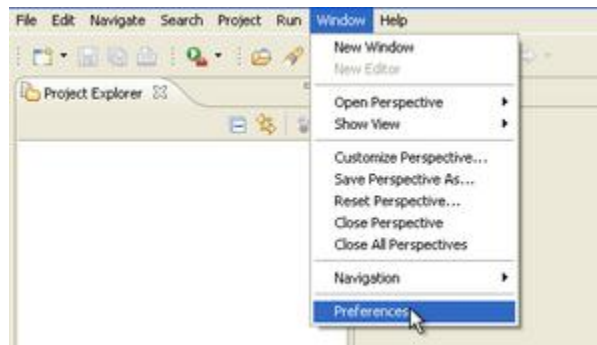 File Edit Navigate Search Project Run Window Help
New Window
New Editor
Project Explorer
Open Perspective
Show View
Customize Perspective...
Save Perspective As...
Reset Perspective...
Close Perspective
Close All Perspectives
Navigation
Preferences